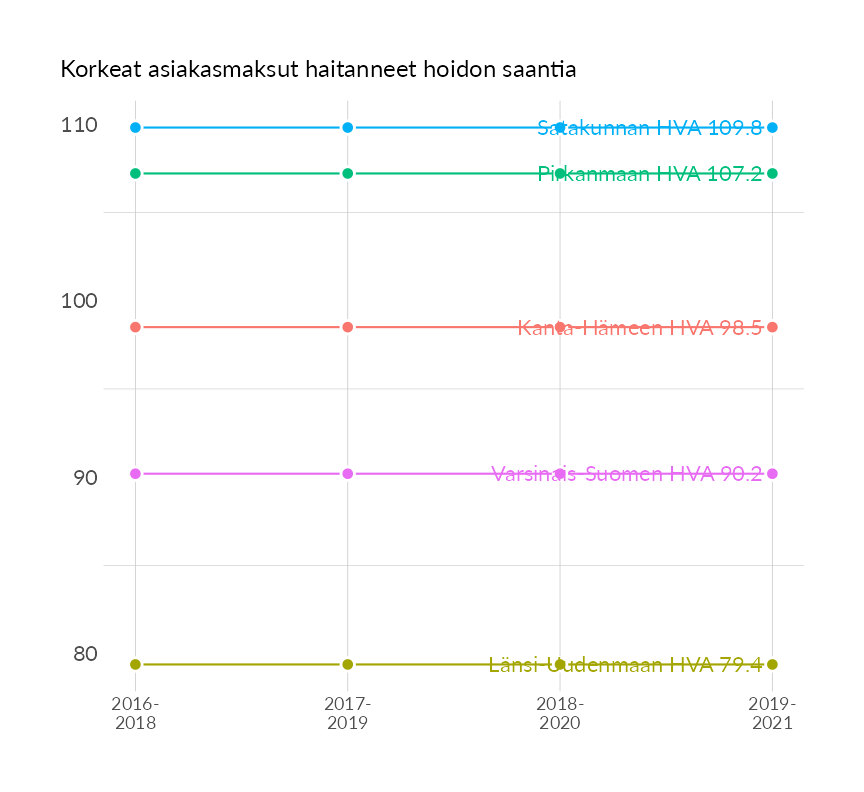 Korkeat asiakasmaksut haitanneet hoidon saantia
110
Satakunnan HVA 109.8
Pirkanmaan HVA 107.2
100
Kanta-Hämeen HVA 98.5
90
Varsinais-Suomen HVA 90.2
80
Länsi-Uudenmaan HVA 79.4
2016-
2018
2017-
2019
2018-
2020
2019-
2021